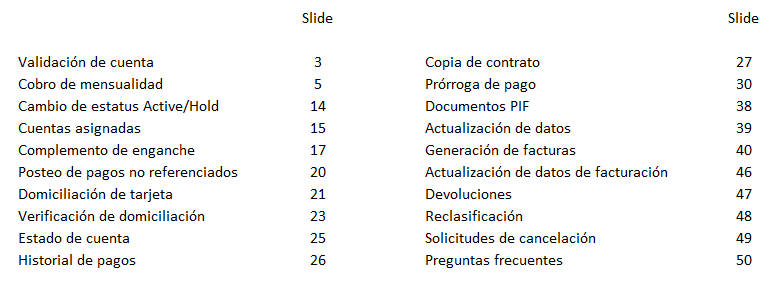 Slide Slide
Validación de cuenta 3 Copia de contrato 27
Cobro de mensualidad 5 Prórroga de pago 30
Cambio de estatus Active/Hold 14 Documentos PIF 38
Cuentas asignadas 15 Actualización de datos 39
Complemento de enganche 17 Generación de facturas 40
Posteo de pagos no referenciados 20 Actualización de datos de facturación 46
Domiciliación de tarjeta 21 Devoluciones 47
Verificación de domiciliación 23 Reclasificación 48
Estado de cuenta 25 Solicitudes de cancelación 49
Historial de pagos 26 Preguntas frecuentes 50